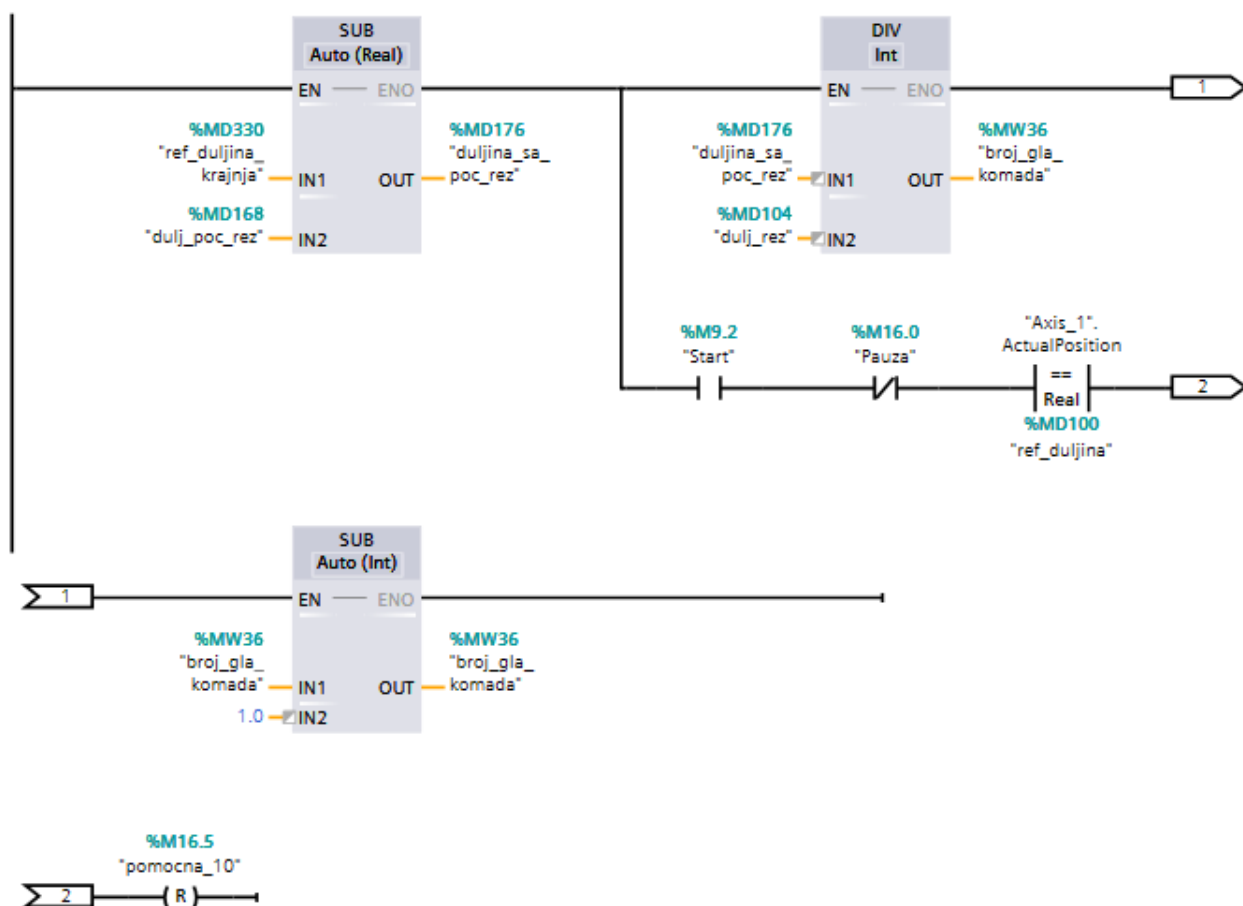 SUB
Auto (Real)
EN ENO
%MD330
"ref_duljina_
krajnja"
IN1
%MD168
"dulj_poc_rez"
IN2
OUT
%MD176
"duljina_sa_
poc_rez"
DIV
Int
EN ENO
%MD176
"duljina_sa_
poc_rez"
IN1
%MD104
"dulj_rez"
IN2
OUT
%MW36
"broj_gla_
komada"
1
%M9.2
"Start"
%M16.0
"Pauza"
"Axis_1".
ActualPosition
==
Real
%MD100
"ref_duljina"
2
1
SUB
Auto (Int)
EN ENO
%MW36
"broj_gla_
komada"
IN1
1.0
IN2
OUT
%MW36
"broj_gla_
komada"
2
%M16.5
"pomocna_10"
R